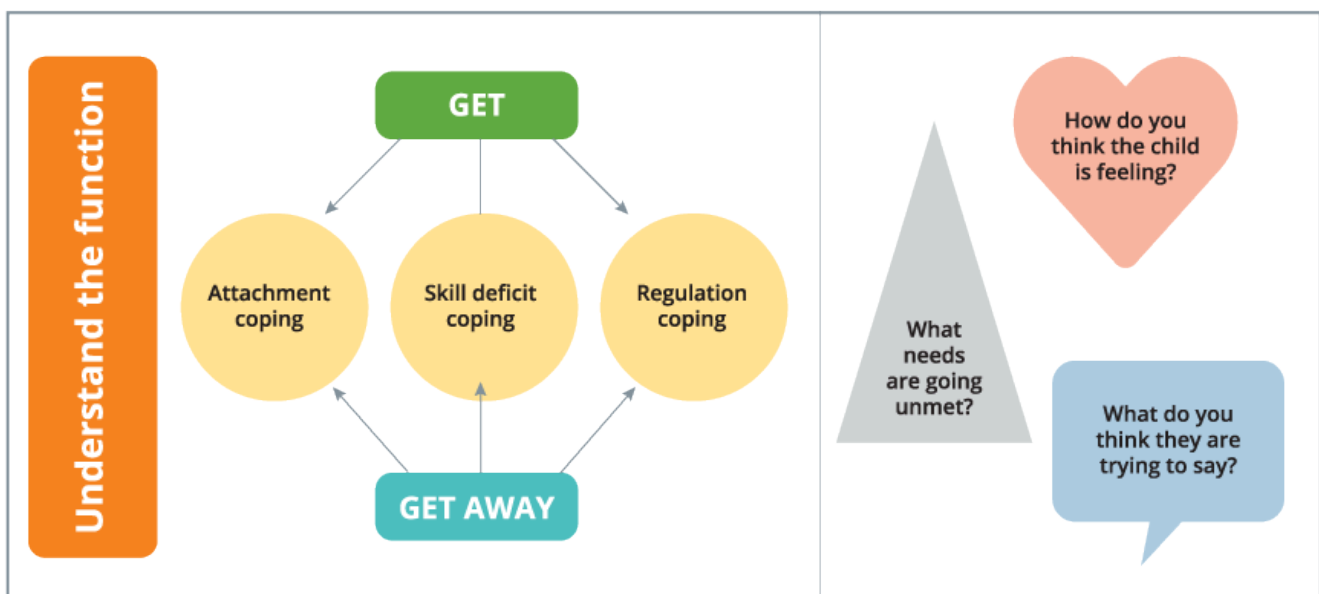 Understand the function
GET
Attachment
coping
Skill deficit
coping
Regulation
coping
GET AWAY
How do you
think the child
is feeling?
What
needs
are going
unmet?
What do you
think they are
trying to say?